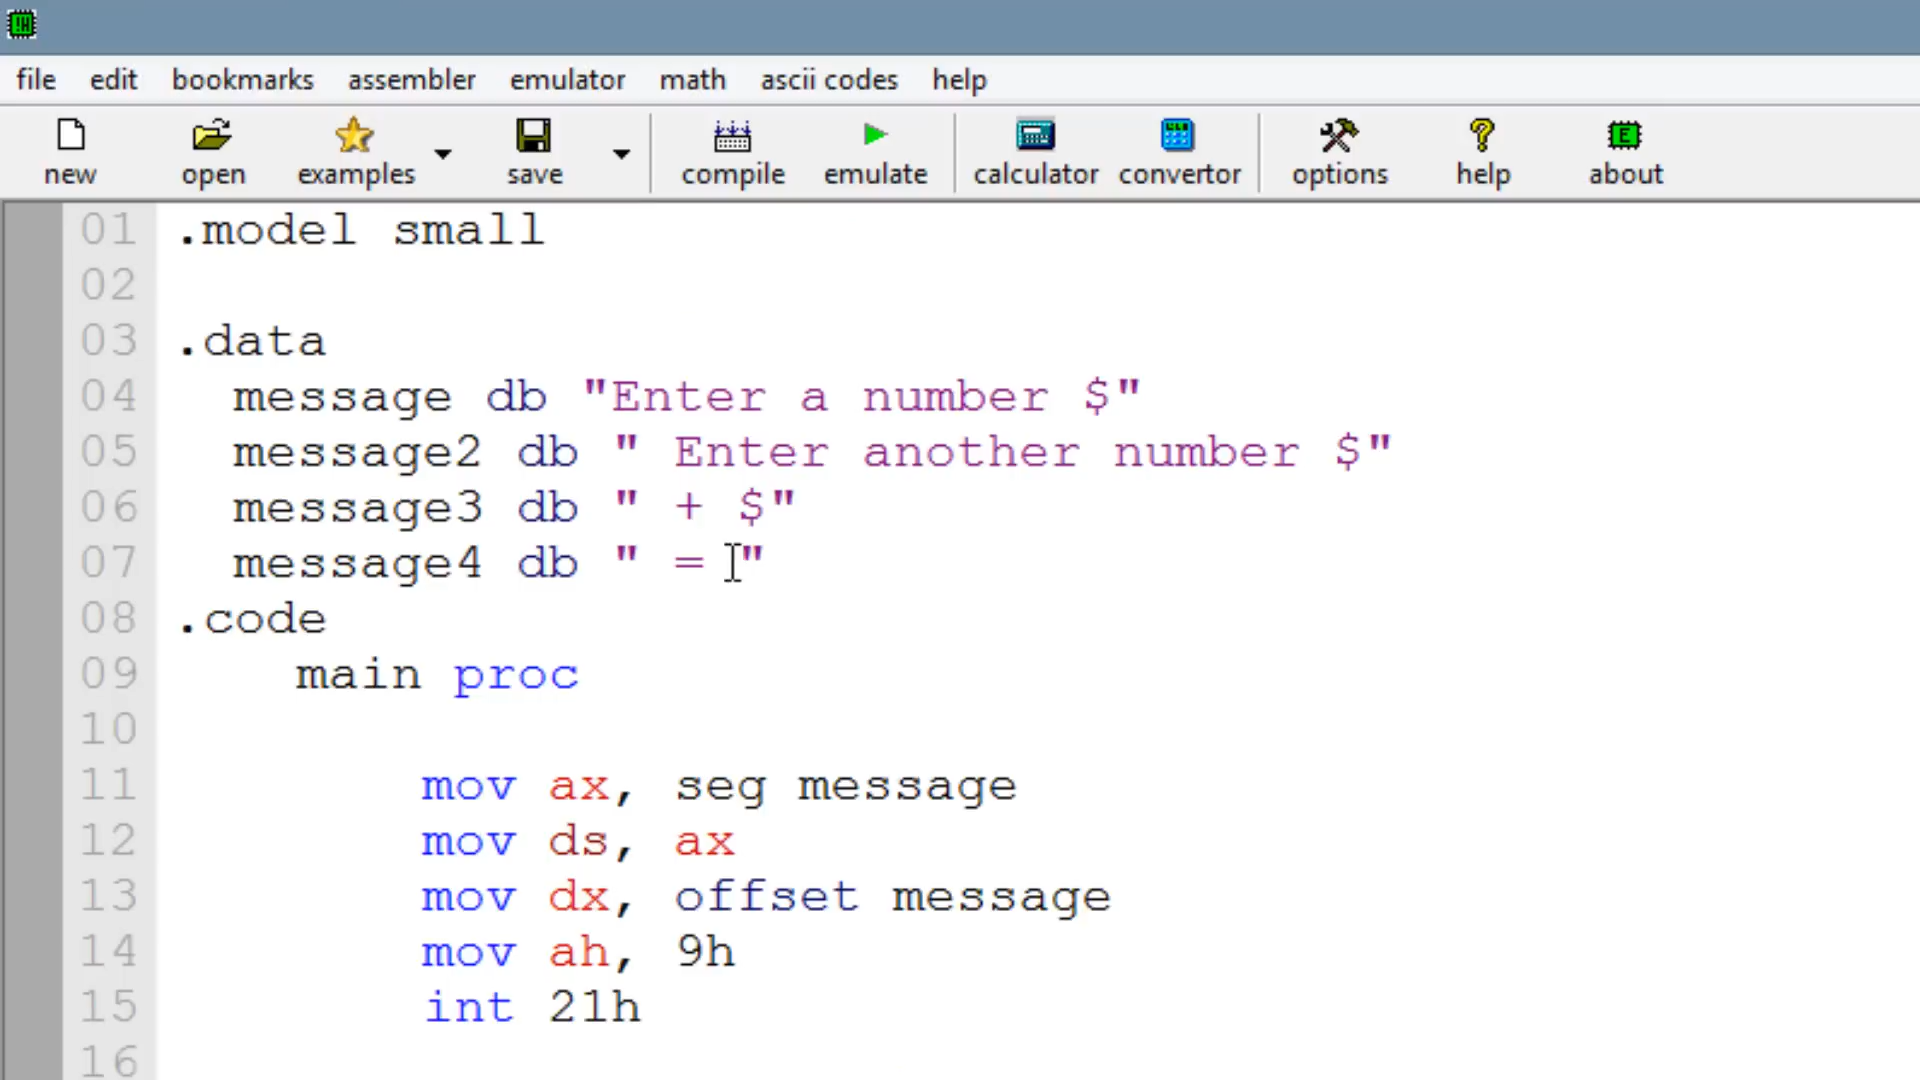 file edit bookmarks assembler emulator math ascii codes help
new open examples save compile emulate calculator convertor options help about
01 .model small
02
03 .data
04 message db "Enter a number $"
05 message2 db " Enter another number $"
06 message3 db " + $"
07 message4 db " = "
08 .code
09 main proc
10
11 mov ax, seg message
12 mov ds, ax
13 mov dx, offset message
14 mov ah, 9h
15 int 21h
16